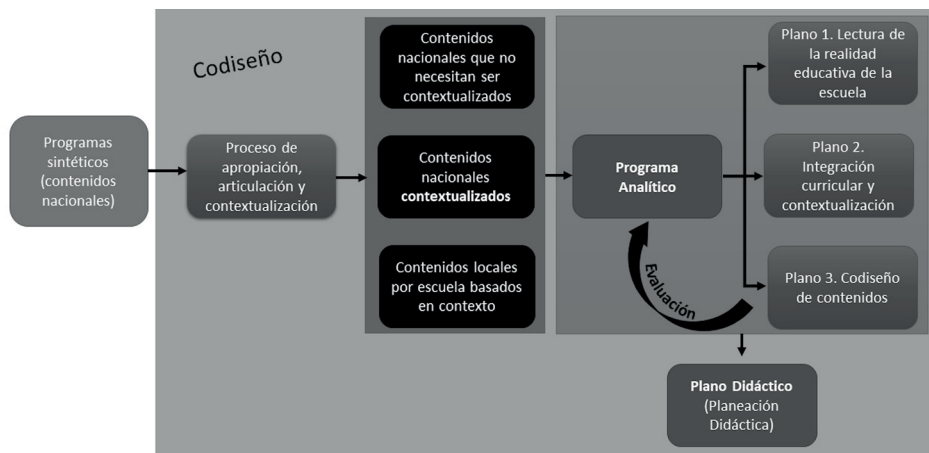 Codiseño
Programas
sintéticos
(contenidos
nacionales)
Proceso de
apropiación,
articulación y
contextualización
Contenidos
nacionales que no
necesitan ser
contextualizados
Contenidos
nacionales
contextualizados
Contenidos locales
por escuela basados
en contexto
Programa
Analítico
Evaluación
Plano 1. Lectura de
la realidad
educativa de la
escuela
Plano 2.
Integración
curricular y
contextualización
Plano 3. Codiseño
de contenidos
Plano Didáctico
(Planeación
Didáctica)